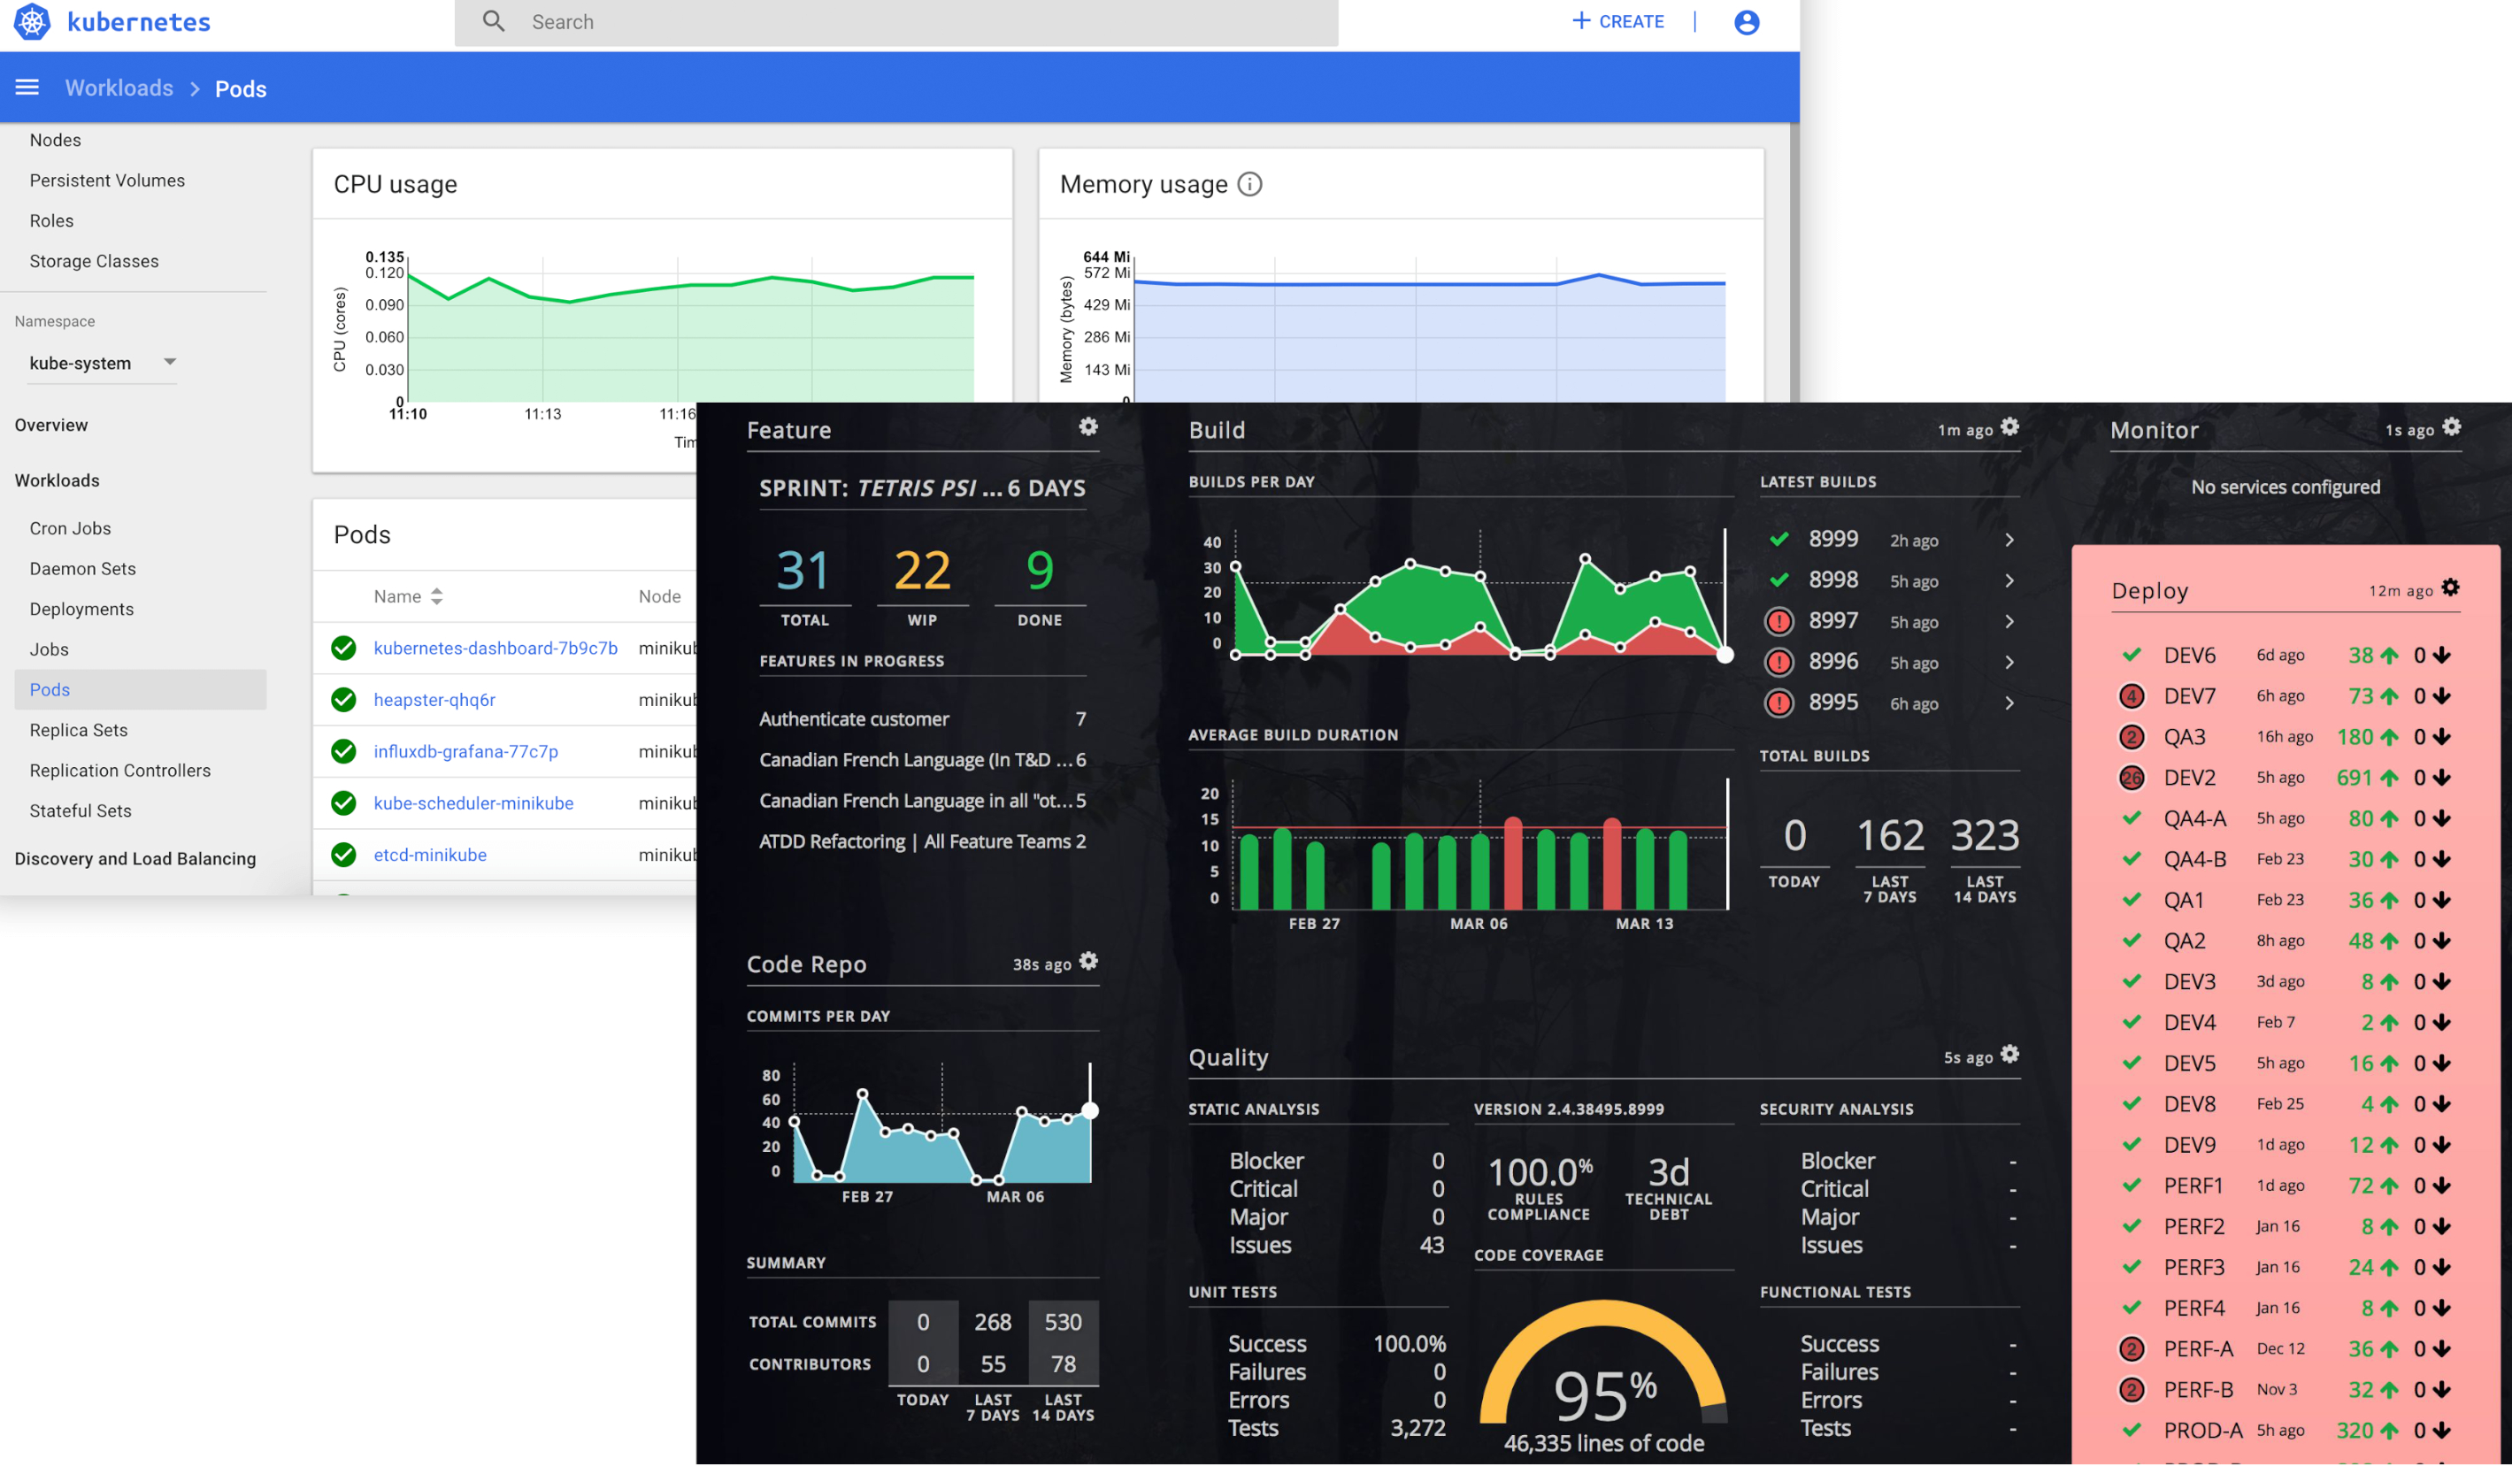 kubernetes
Search
+ CREATE
Workloads > Pods
Nodes
Persistent Volumes
Roles
Storage Classes
Namespace
kube-system
Overview
Workloads
Cron Jobs
Daemon Sets
Deployments
Jobs
Pods
Replica Sets
Replication Controllers
Stateful Sets
Discovery and Load Balancing
CPU usage
CPU (cores)
0.135
0.120
0.090
0.060
0.030
0
11:10 11:13 11:16
Memory usage
Memory (bytes)
644 Mi
572 Mi
429 Mi
286 Mi
143 Mi
0
Pods
Name Node
kubernetes-dashboard-7b9c7b
heapster-qhq6r
influxdb-grafana-77c7p
kube-scheduler-minikube
etcd-minikube
Feature
SPRINT: TETRIS PSI ... 6 DAYS
31 22 9
TOTAL WIP DONE
FEATURES IN PROGRESS
Authenticate customer 7
Canadian French Language (In T&D ... 6
Canadian French Language in all "ot... 5
ATDD Refactoring | All Feature Teams 2
Code Repo 38s ago
COMMITS PER DAY
80
60
40
20
0
FEB 27 MAR 06
SUMMARY
TOTAL COMMITS 0 268 530
CONTRIBUTORS 0 55 78
TODAY LAST 7 DAYS LAST 14 DAYS
Build 1m ago
BUILDS PER DAY
40
30
20
10
0
AVERAGE BUILD DURATION
20
15
10
5
0
FEB 27 MAR 06 MAR 13
LATEST BUILDS
8999 2h ago
8998 5h ago
! 8997 5h ago
! 8996 5h ago
! 8995 6h ago
TOTAL BUILDS
0 162 323
TODAY LAST 7 DAYS LAST 14 DAYS
Quality 5s ago
STATIC ANALYSIS
Blocker 0
Critical 0
Major 0
Issues 43
UNIT TESTS
Success 100.0%
Failures 0
Errors 0
Tests 3,272
VERSION 2.4.38495.8999
100.0% 3d
RULES COMPLIANCE TECHNICAL DEBT
CODE COVERAGE
95%
46,335 lines of code
SECURITY ANALYSIS
Blocker -
Critical -
Major -
Issues -
FUNCTIONAL TESTS
Success -
Failures -
Errors -
Tests -
Monitor 1s ago
No services configured
Deploy 12m ago
DEV6 6d ago 38 0
4 DEV7 6h ago 73 0
2 QA3 16h ago 180 0
26 DEV2 5h ago 691 0
QA4-A 5h ago 80 0
QA4-B Feb 23 30 0
QA1 Feb 23 36 0
QA2 8h ago 48 0
DEV3 3d ago 8 0
DEV4 Feb 7 2 0
DEV5 5h ago 16 0
DEV8 Feb 25 4 0
DEV9 1d ago 12 0
PERF1 1d ago 72 0
PERF2 Jan 16 8 0
PERF3 Jan 16 24 0
PERF4 Jan 16 8 0
2 PERF-A Dec 12 36 0
2 PERF-B Nov 3 32 0
PROD-A 5h ago 320 0